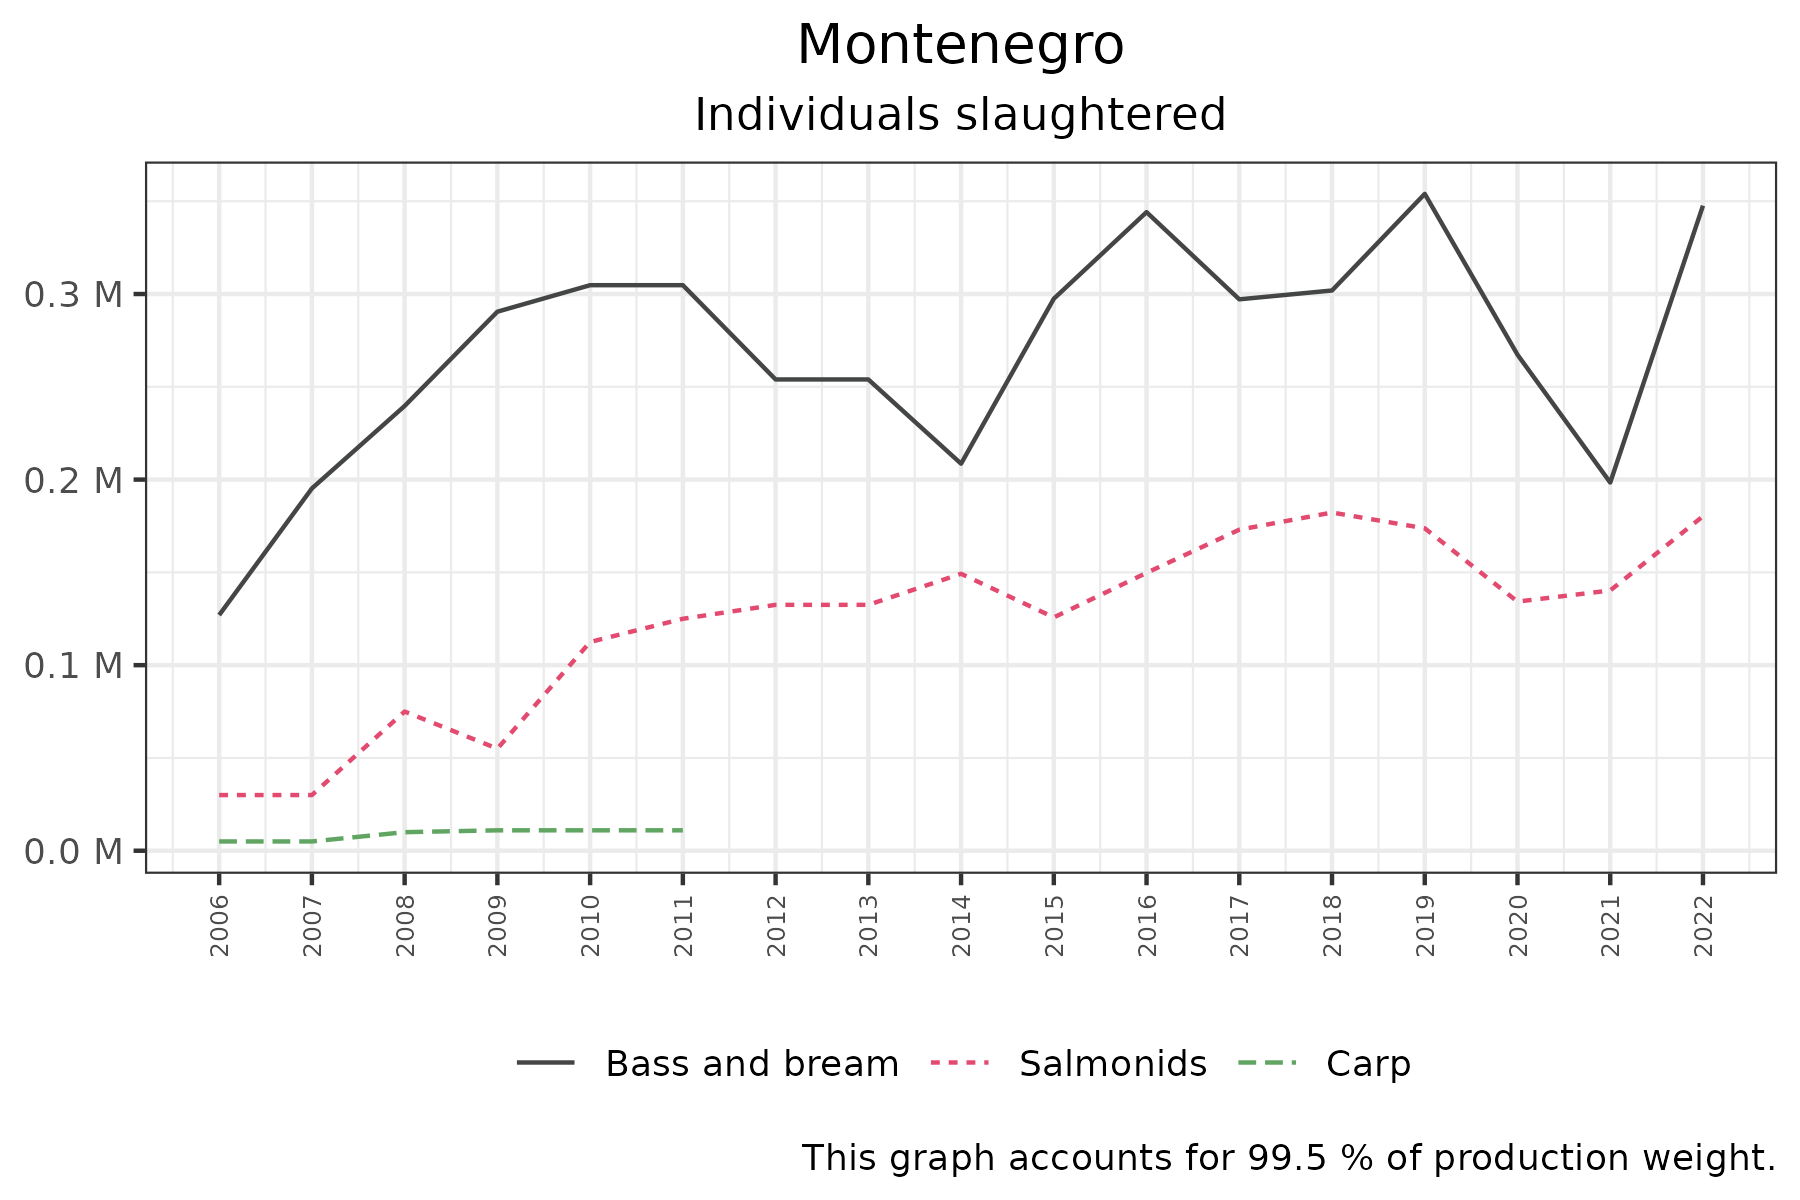 Montenegro
Individuals slaughtered
0.3 M
0.2 M
0.1 M
0.0 M
2006 2007 2008 2009 2010 2011 2012 2013 2014 2015 2016 2017 2018 2019 2020 2021 2022
Bass and bream Salmonids Carp
This graph accounts for 99.5 % of production weight.